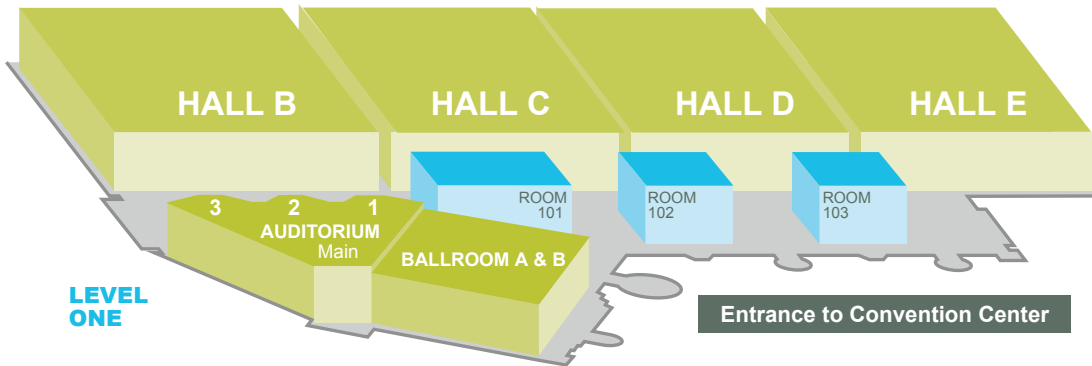 HALL B
HALL C
HALL D
HALL E
ROOM
101
ROOM
102
ROOM
103
3 2 1
AUDITORIUM
Main
BALLROOM A & B
LEVEL
ONE
Entrance to Convention Center